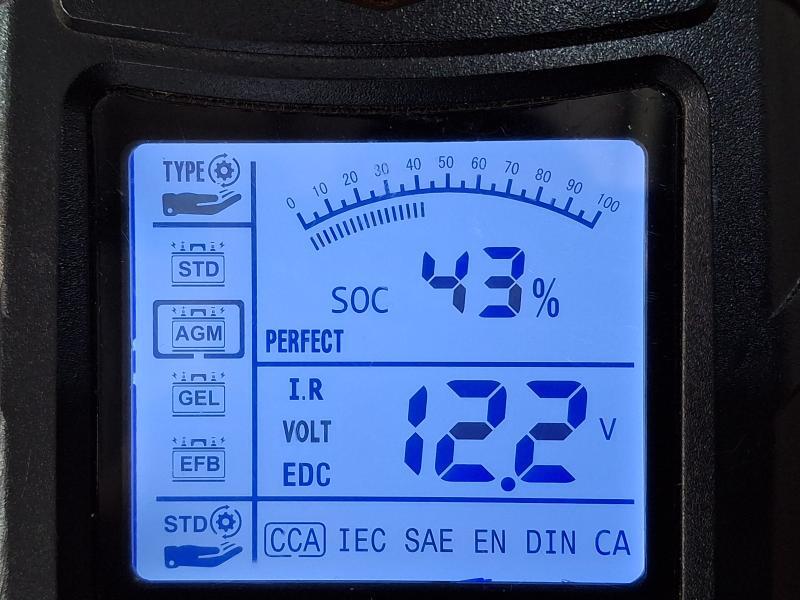 TYPE
STD
AGM
GEL
EFB
STD
0 10 20 30 40 50 60 70 80 90 100
SOC 43%
PERFECT
I.R
VOLT
EDC
12.2 V
CCA IEC SAE EN DIN CA